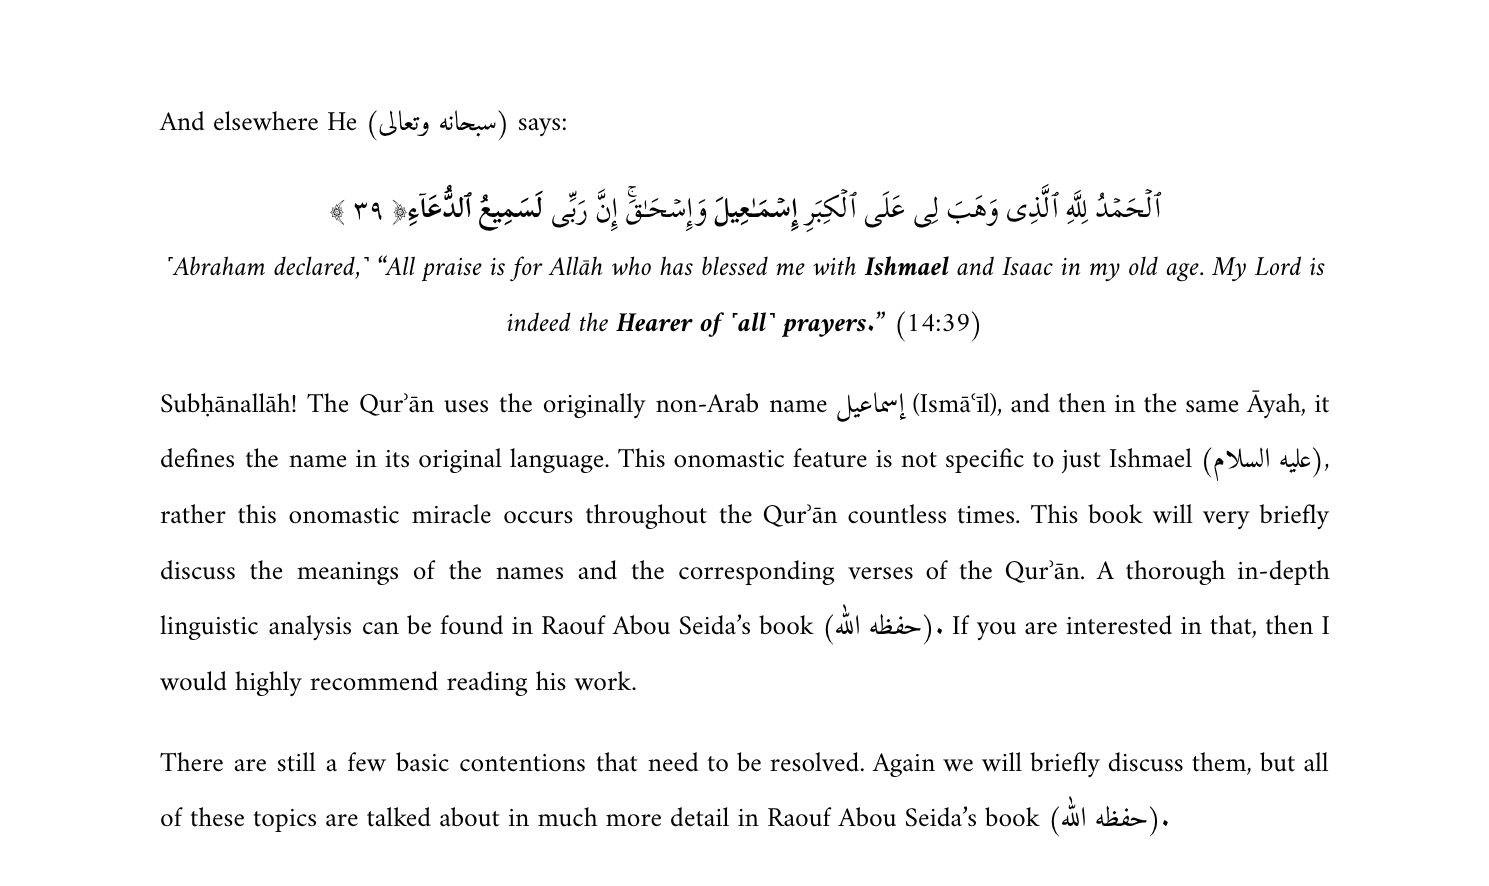 And elsewhere He (سبحانه وتعالى) says:
ٱلْحَمْدُ لِلَّهِ ٱلَّذِى وَهَبَ لِى عَلَى ٱلْكِبَرِ إِسْمَـٰعِيلَ وَإِسْحَـٰقَ ۚ إِنَّ رَبِّى لَسَمِيعُ ٱلدُّعَآءِ ﴿ ٣٩ ﴾
˹Abraham declared,˺ “All praise is for Allāh who has blessed me with Ishmael and Isaac in my old age. My Lord is
indeed the Hearer of ˹all˺ prayers.” (14:39)
Subḥānallāh! The Qurʾān uses the originally non-Arab name إسماعيل (Ismāʿīl), and then in the same Āyah, it
defines the name in its original language. This onomastic feature is not specific to just Ishmael (عليه السلام),
rather this onomastic miracle occurs throughout the Qurʾān countless times. This book will very briefly
discuss the meanings of the names and the corresponding verses of the Qurʾān. A thorough in-depth
linguistic analysis can be found in Raouf Abou Seida’s book (حفظه الله). If you are interested in that, then I
would highly recommend reading his work.
There are still a few basic contentions that need to be resolved. Again we will briefly discuss them, but all
of these topics are talked about in much more detail in Raouf Abou Seida’s book (حفظه الله).